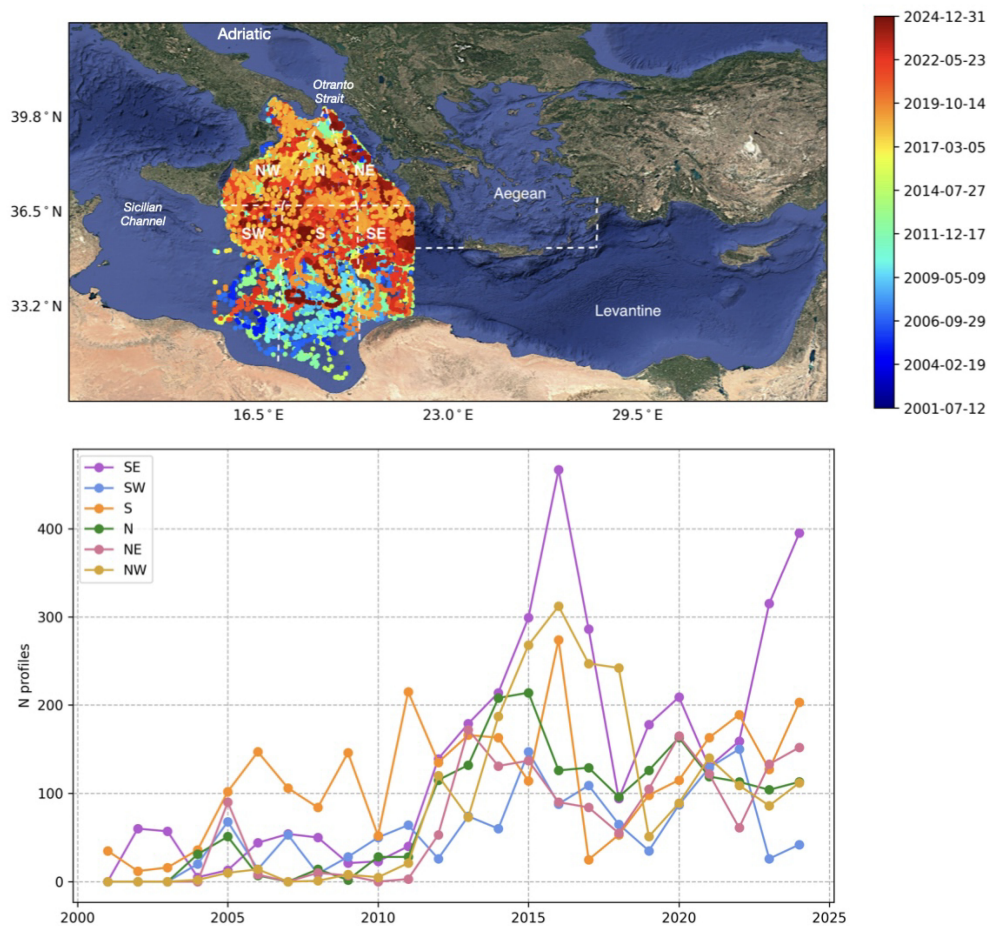 Adriatic
Otranto
Strait
39.8°N
NW N NE
Aegean
36.5°N
Sicilian
Channel
SW S SE
33.2°N
Levantine
16.5°E 23.0°E 29.5°E
2024-12-31
2022-05-23
2019-10-14
2017-03-05
2014-07-27
2011-12-17
2009-05-09
2006-09-29
2004-02-19
2001-07-12
SE
SW
S
N
NE
NW
N profiles
400
300
200
100
0
2000 2005 2010 2015 2020 2025